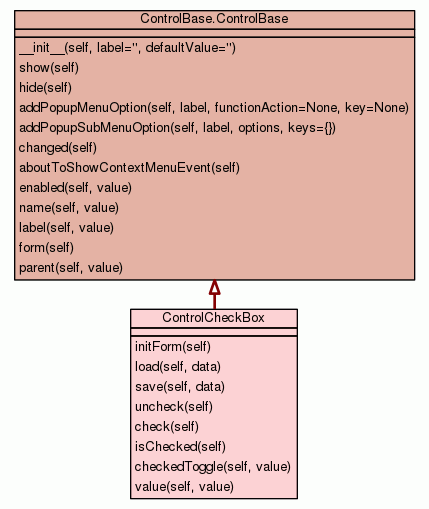 ControlBase.ControlBase
__init__(self, label='', defaultValue='')
show(self)
hide(self)
addPopupMenuOption(self, label, functionAction=None, key=None)
addPopupSubMenuOption(self, label, options, keys={})
changed(self)
aboutToShowContextMenuEvent(self)
enabled(self, value)
name(self, value)
label(self, value)
form(self)
parent(self, value)
ControlCheckBox
initForm(self)
load(self, data)
save(self, data)
uncheck(self)
check(self)
isChecked(self)
checkedToggle(self, value)
value(self, value)